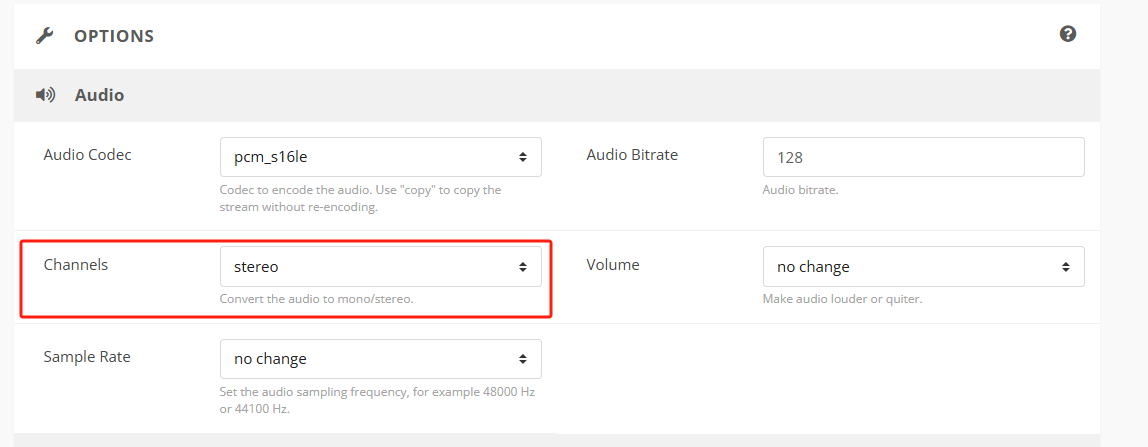 OPTIONS
Audio
Audio Codec
pcm_s16le
Codec to encode the audio. Use "copy" to copy the
stream without re-encoding.
Audio Bitrate
128
Audio bitrate.
Channels
stereo
Convert the audio to mono/stereo.
Volume
no change
Make audio louder or quiter.
Sample Rate
no change
Set the audio sampling frequency, for example 48000 Hz
or 44100 Hz.